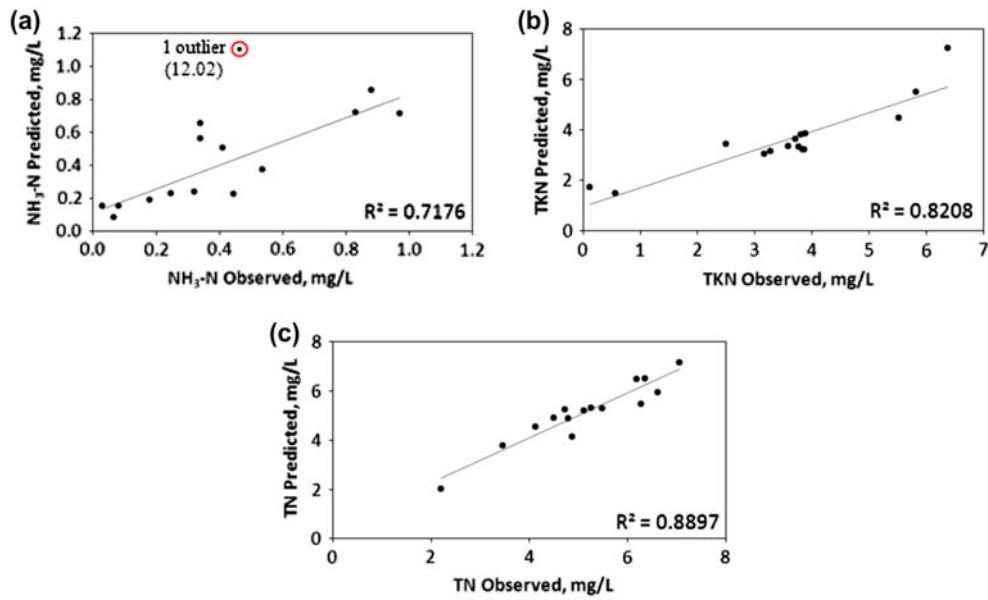 (a)
NH₃-N Predicted, mg/L
1.2
1.0
0.8
0.6
0.4
0.2
0.0
1 outlier
(12.02)
R² = 0.7176
0.0 0.2 0.4 0.6 0.8 1.0 1.2
NH₃-N Observed, mg/L
(b)
TKN Predicted, mg/L
8
6
4
2
0
R² = 0.8208
0 1 2 3 4 5 6 7
TKN Observed, mg/L
(c)
TN Predicted, mg/L
8
6
4
2
0
R² = 0.8897
0 2 4 6 8
TN Observed, mg/L